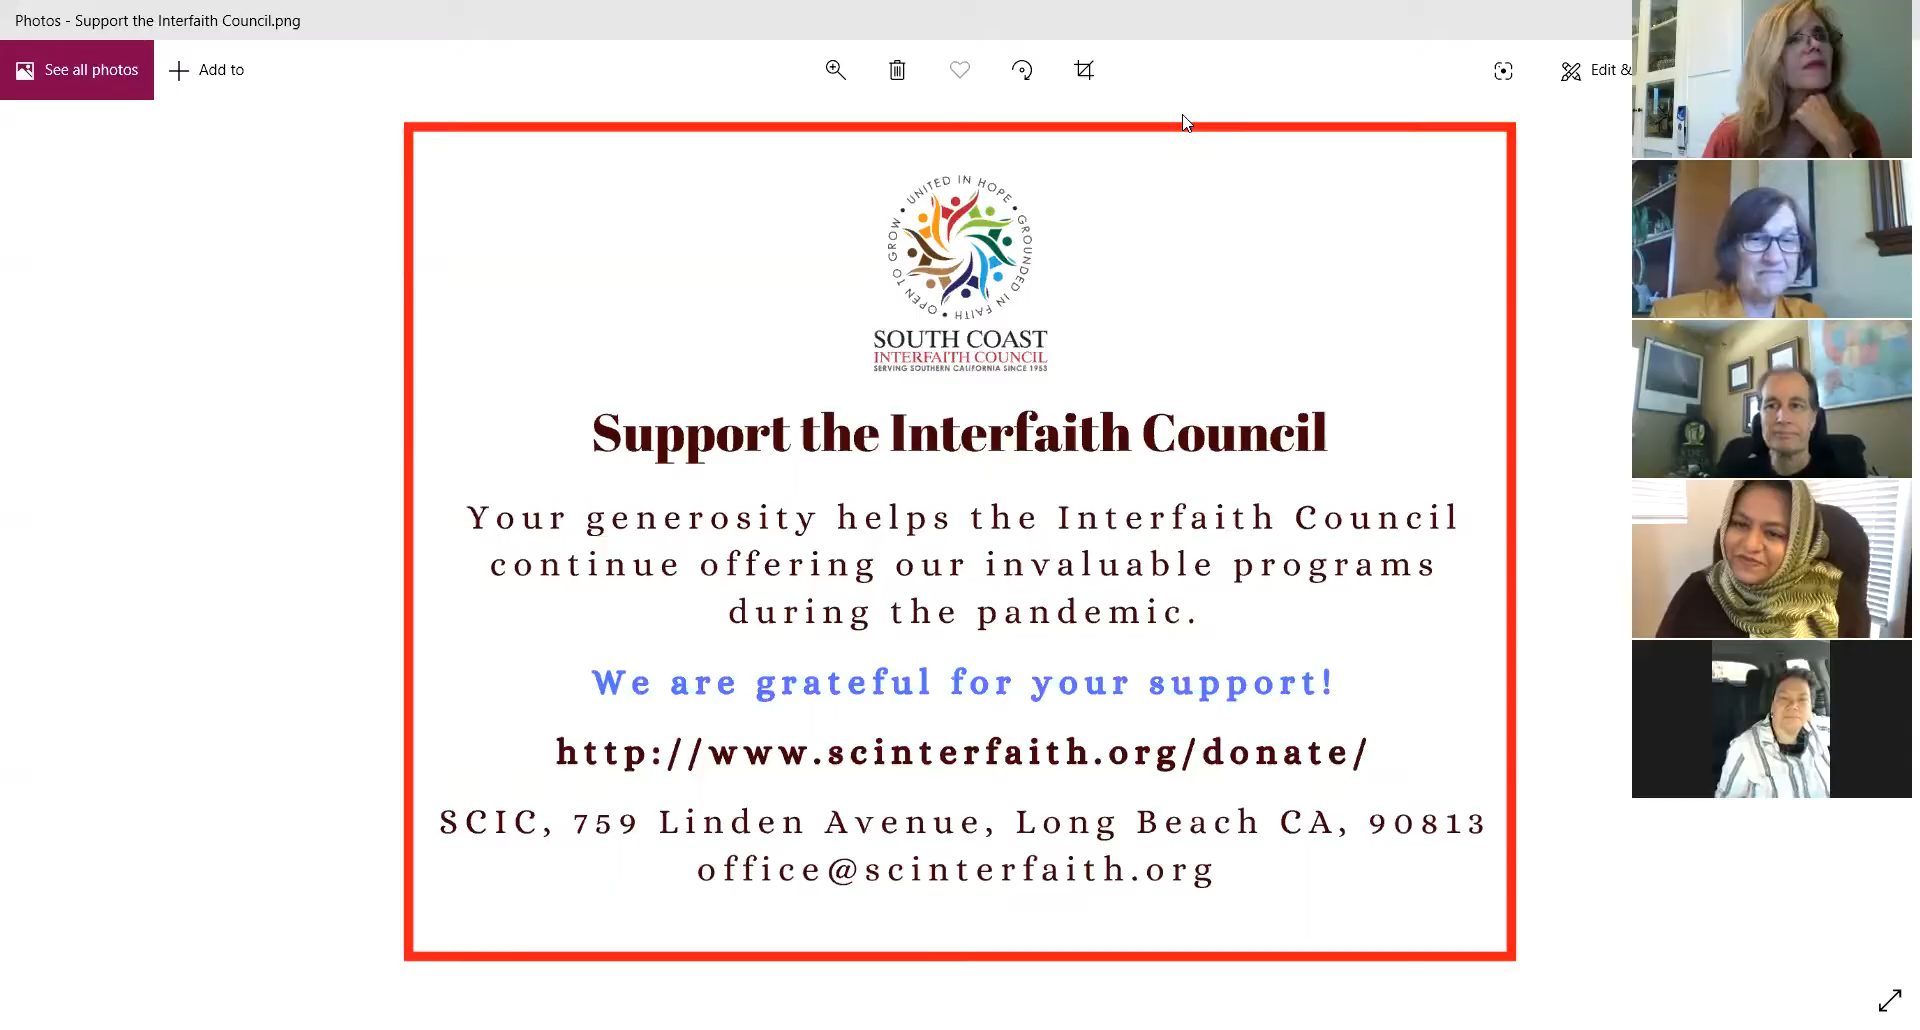 Photos - Support the Interfaith Council.png
See all photos
Add to
Edit &
UNITED IN HOPE • GROUNDED IN FAITH • OPEN TO GROW •
SOUTH COAST
INTERFAITH COUNCIL
SERVING SOUTHERN CALIFORNIA SINCE 1953
Support the Interfaith Council
Your generosity helps the Interfaith Council
continue offering our invaluable programs
during the pandemic.
We are grateful for your support!
http://www.scinterfaith.org/donate/
SCIC, 759 Linden Avenue, Long Beach CA, 90813
office@scinterfaith.org